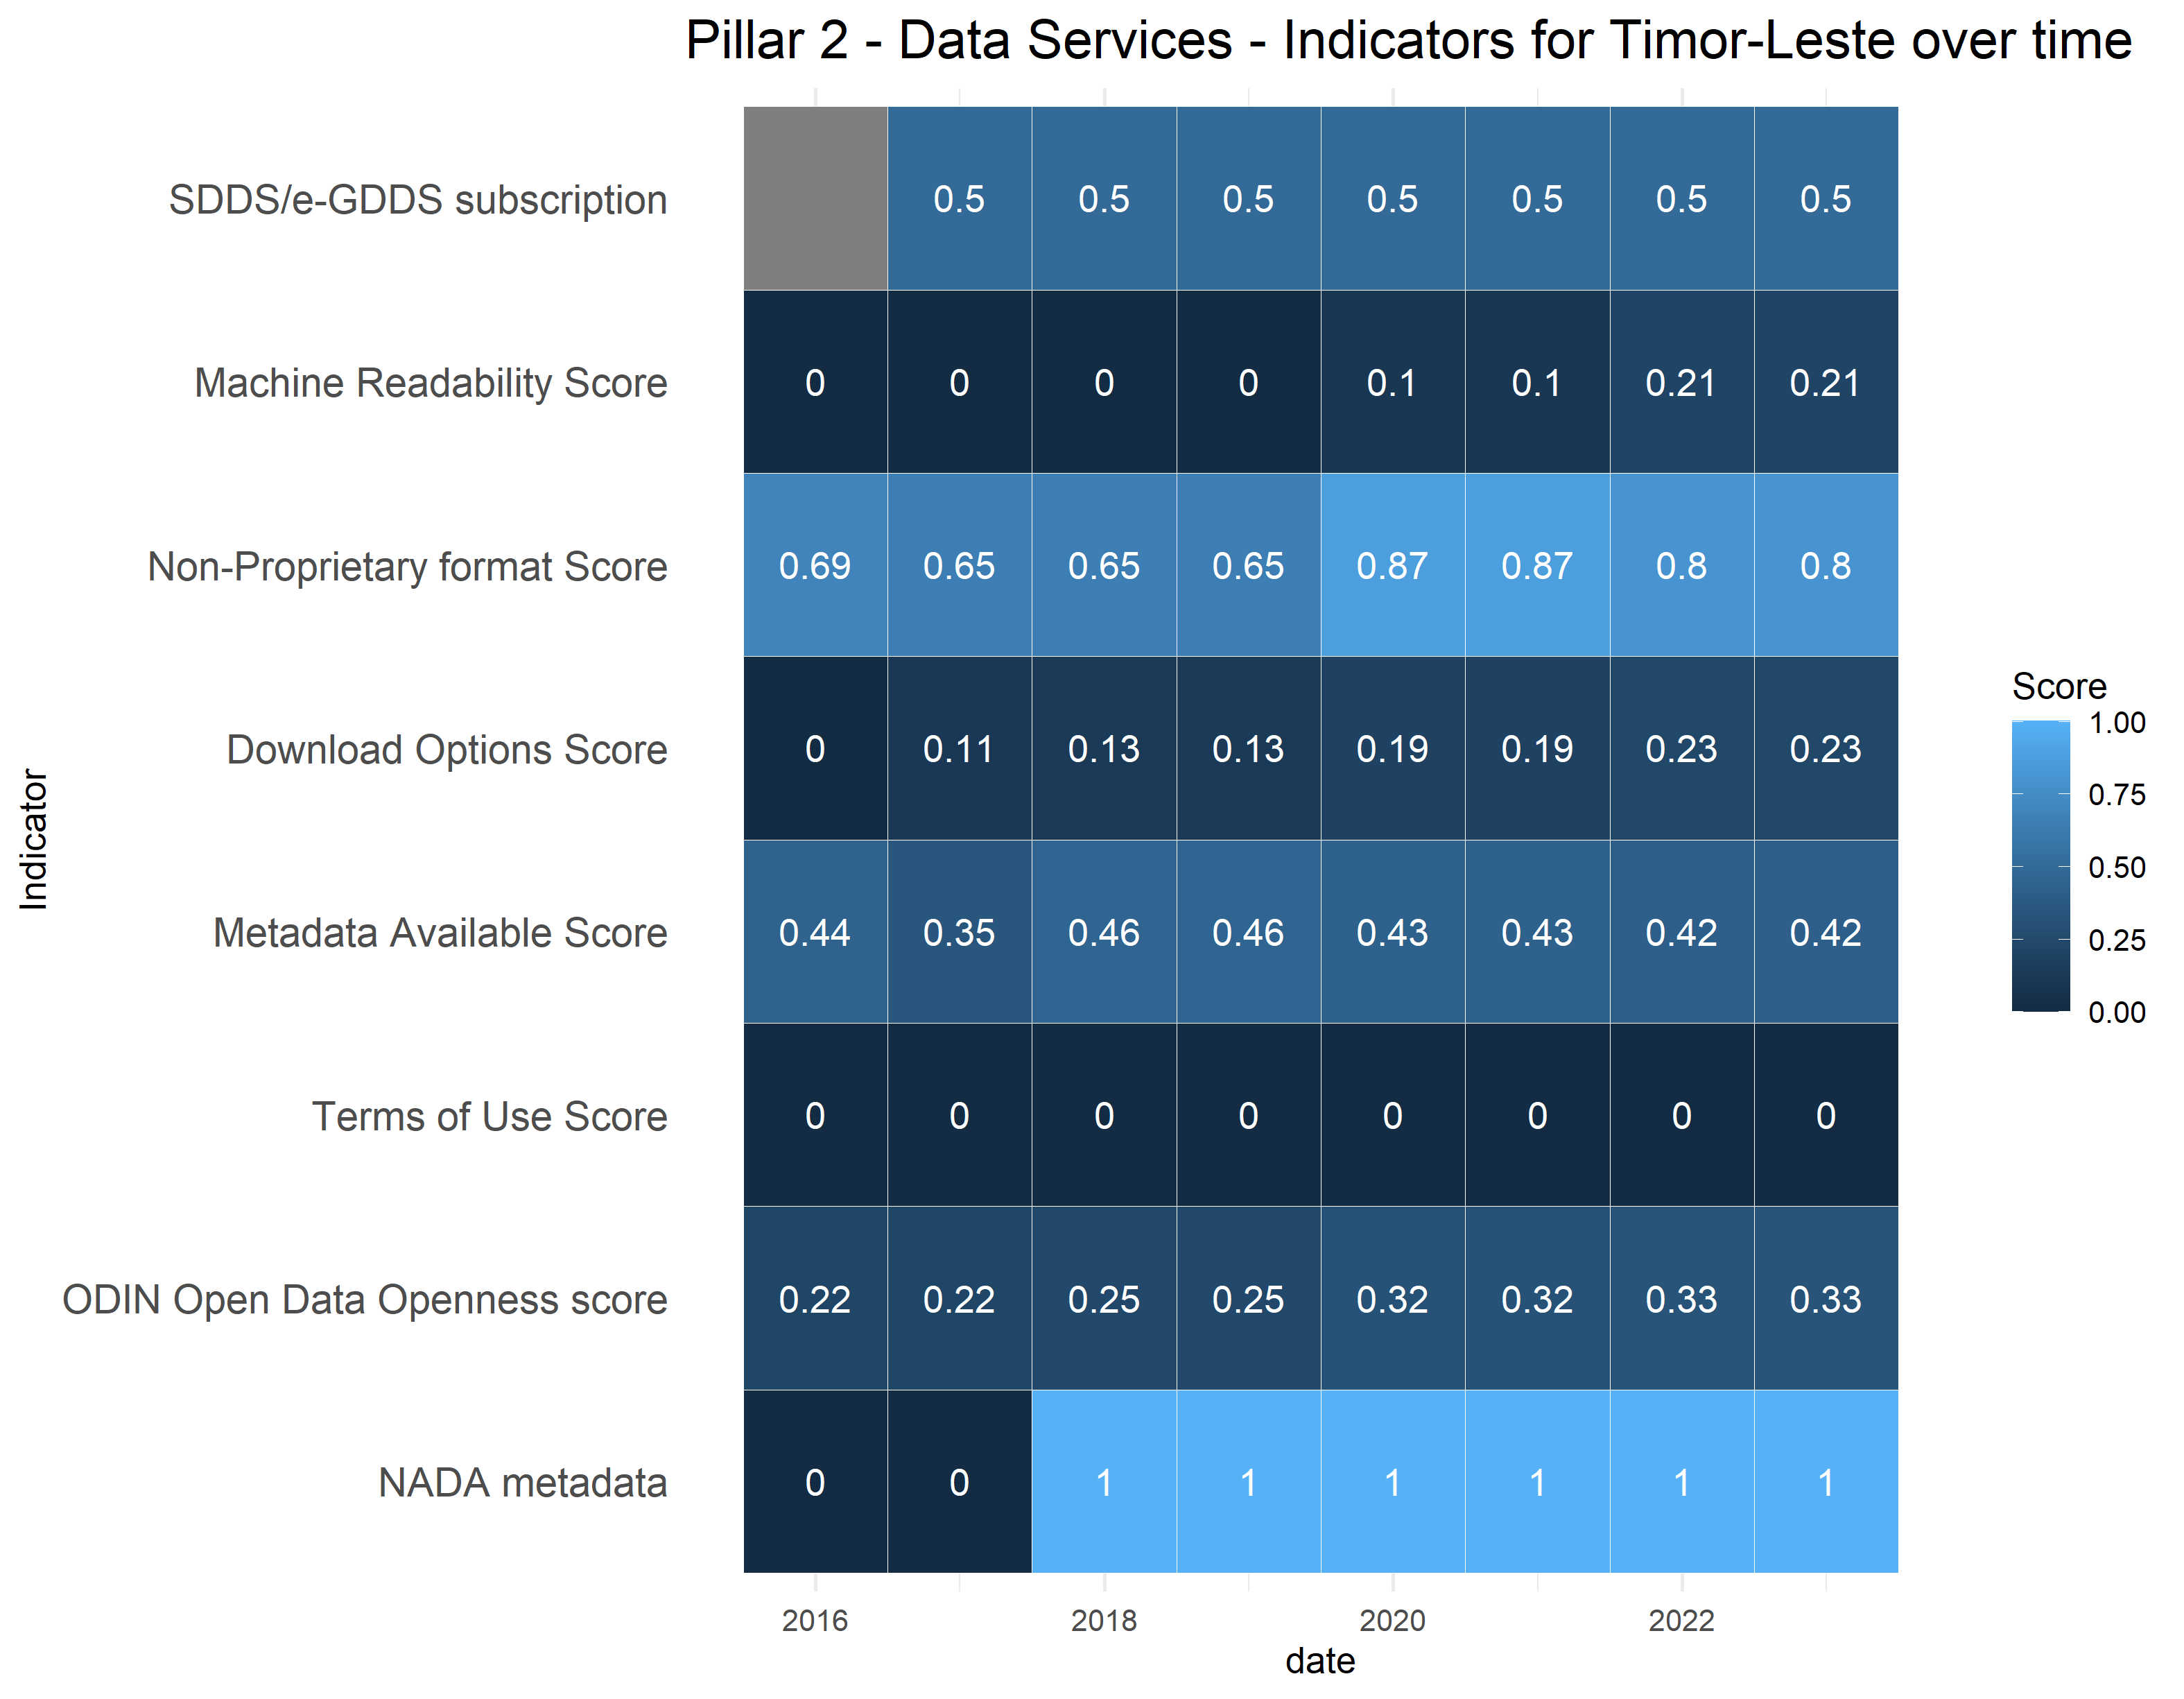 Pillar 2 - Data Services - Indicators for Timor-Leste over time
SDDS/e-GDDS subscription 0.5 0.5 0.5 0.5 0.5 0.5 0.5
Machine Readability Score 0 0 0 0 0.1 0.1 0.21 0.21
Non-Proprietary format Score 0.69 0.65 0.65 0.65 0.87 0.87 0.8 0.8
Download Options Score 0 0.11 0.13 0.13 0.19 0.19 0.23 0.23
Metadata Available Score 0.44 0.35 0.46 0.46 0.43 0.43 0.42 0.42
Terms of Use Score 0 0 0 0 0 0 0 0
ODIN Open Data Openness score 0.22 0.22 0.25 0.25 0.32 0.32 0.33 0.33
NADA metadata 0 0 1 1 1 1 1 1
2016 2018 2020 2022
date
Indicator
Score
1.00
0.75
0.50
0.25
0.00